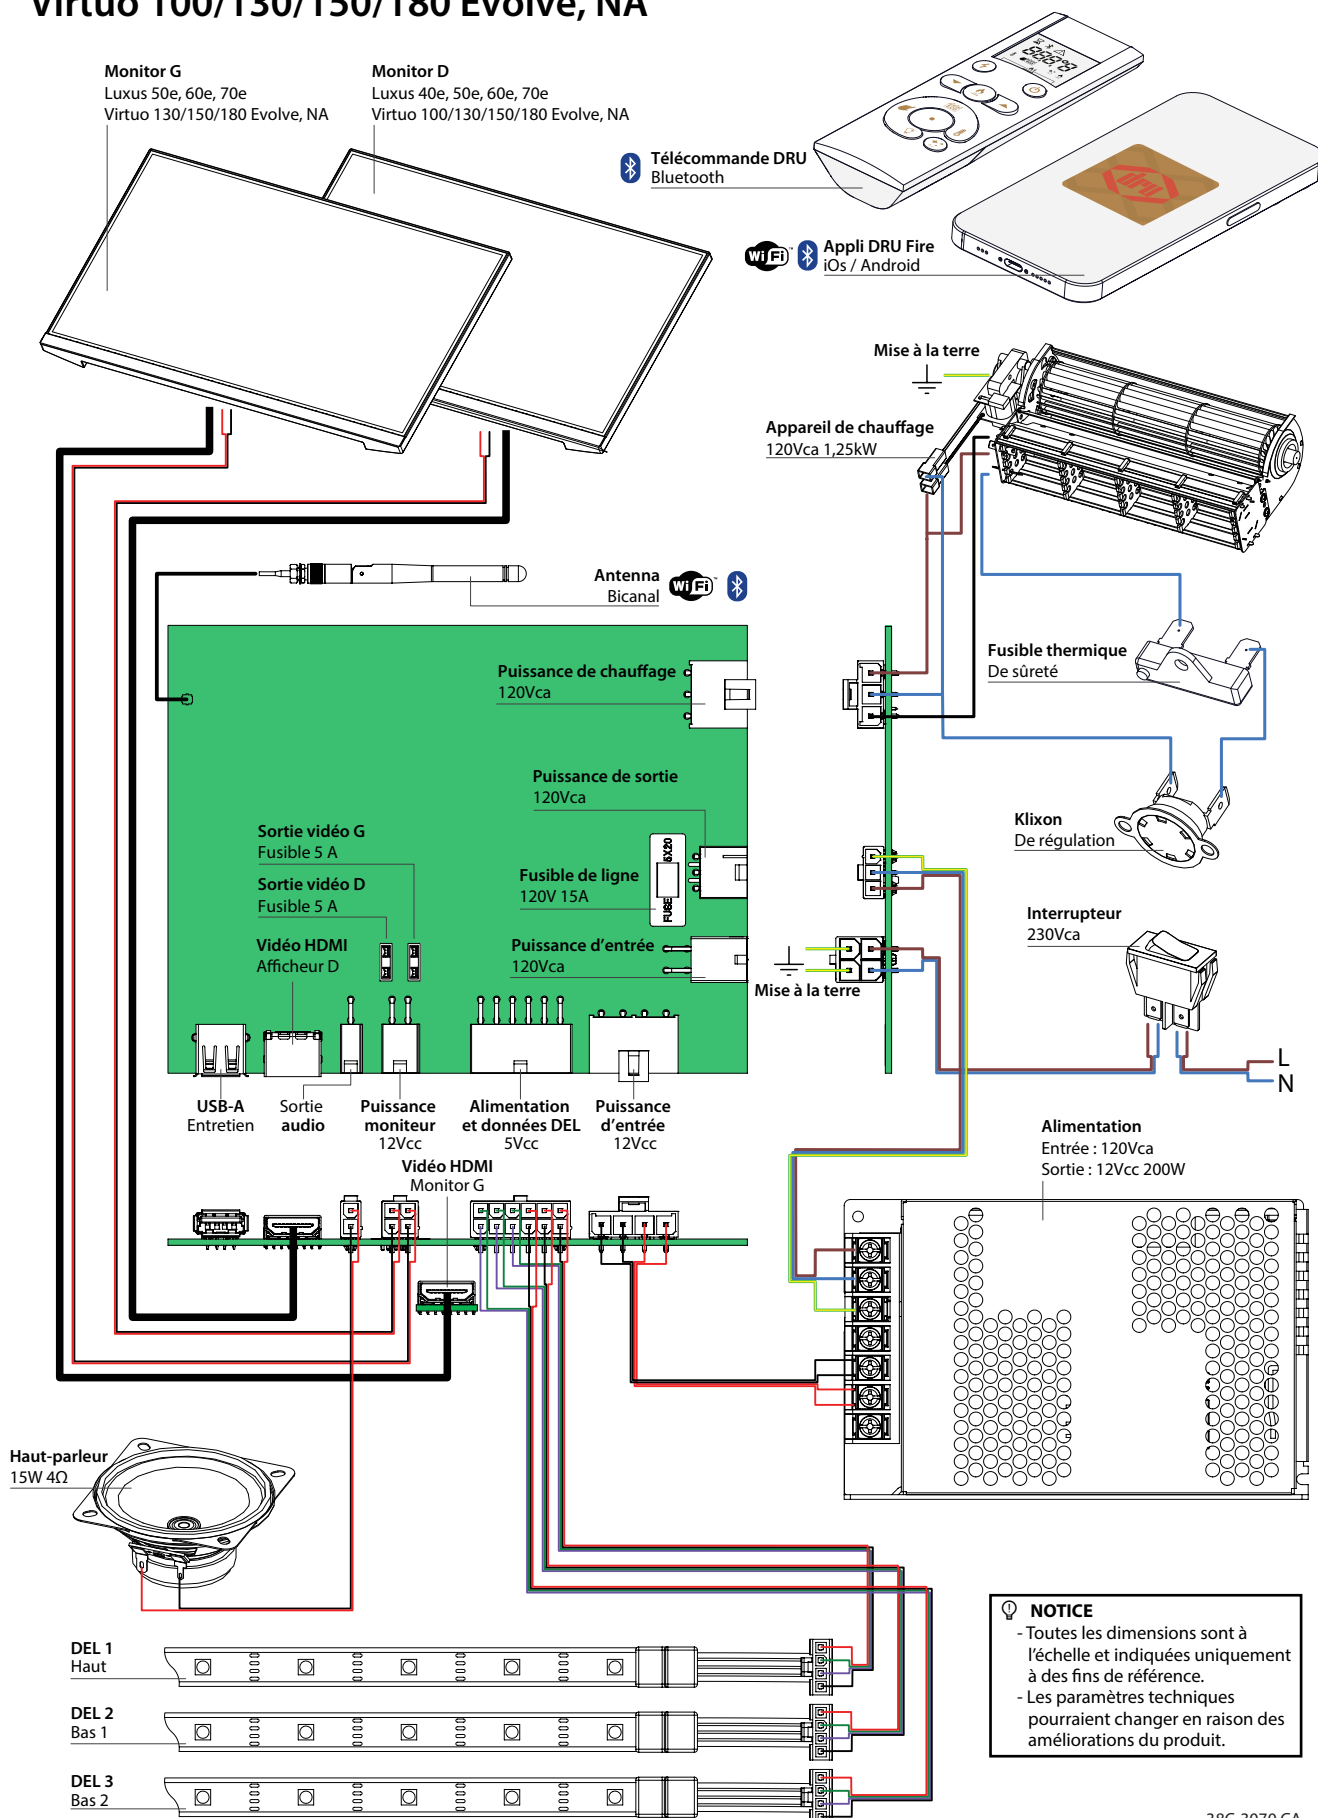 Virtuo 100/130/150/180 Evolve, NA
Monitor G
Luxus 50e, 60e, 70e
Virtuo 130/150/180 Evolve, NA
Monitor D
Luxus 40e, 50e, 60e, 70e
Virtuo 100/130/150/180 Evolve, NA
Télécommande DRU
Bluetooth
dru
WiFi
Appli DRU Fire
iOs / Android
Mise à la terre
Appareil de chauffage
120Vca 1,25kW
Antenna
Bicanal
WiFi
Puissance de chauffage
120Vca
Fusible thermique
De sûreté
Puissance de sortie
120Vca
Klixon
De régulation
Sortie vidéo G
Fusible 5 A
Sortie vidéo D
Fusible 5 A
Fusible de ligne
120V 15A
FUSE 5X20
Vidéo HDMI
Afficheur D
Puissance d’entrée
120Vca
Mise à la terre
Interrupteur
230Vca
L
N
USB-A
Entretien
Sortie
audio
Puissance
moniteur
12Vcc
Alimentation
et données DEL
5Vcc
Puissance
d’entrée
12Vcc
Vidéo HDMI
Monitor G
Alimentation
Entrée : 120Vca
Sortie : 12Vcc 200W
Haut-parleur
15W 4Ω
DEL 1
Haut
DEL 2
Bas 1
DEL 3
Bas 2
NOTICE
- Toutes les dimensions sont à
l’échelle et indiquées uniquement
à des fins de référence.
- Les paramètres techniques
pourraient changer en raison des
améliorations du produit.
38C-3070 CA